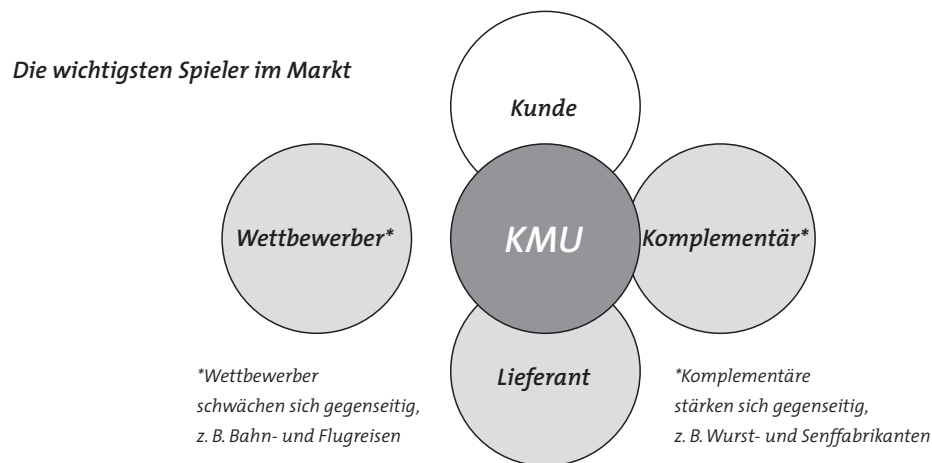 Die wichtigsten Spieler im Markt
Kunde
Wettbewerber*
KMU
Komplementär*
Lieferant
*Wettbewerber
schwächen sich gegenseitig,
z. B. Bahn- und Flugreisen
*Komplementäre
stärken sich gegenseitig,
z. B. Wurst- und Senffabrikanten